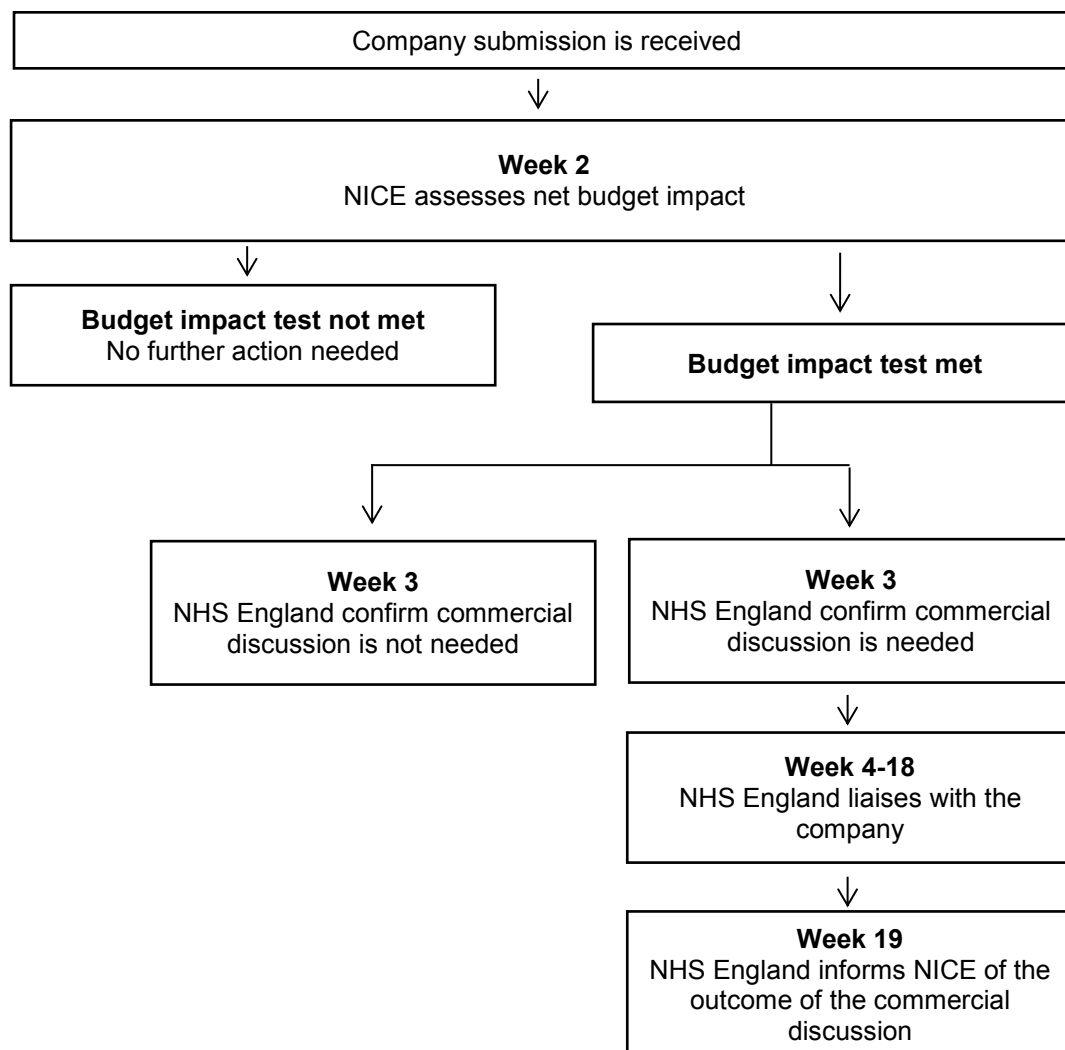 Company submission is received
Week 2
NICE assesses net budget impact
Budget impact test not met
No further action needed
Budget impact test met
Week 3
NHS England confirm commercial
discussion is not needed
Week 3
NHS England confirm commercial
discussion is needed
Week 4-18
NHS England liaises with the
company
Week 19
NHS England informs NICE of the
outcome of the commercial
discussion